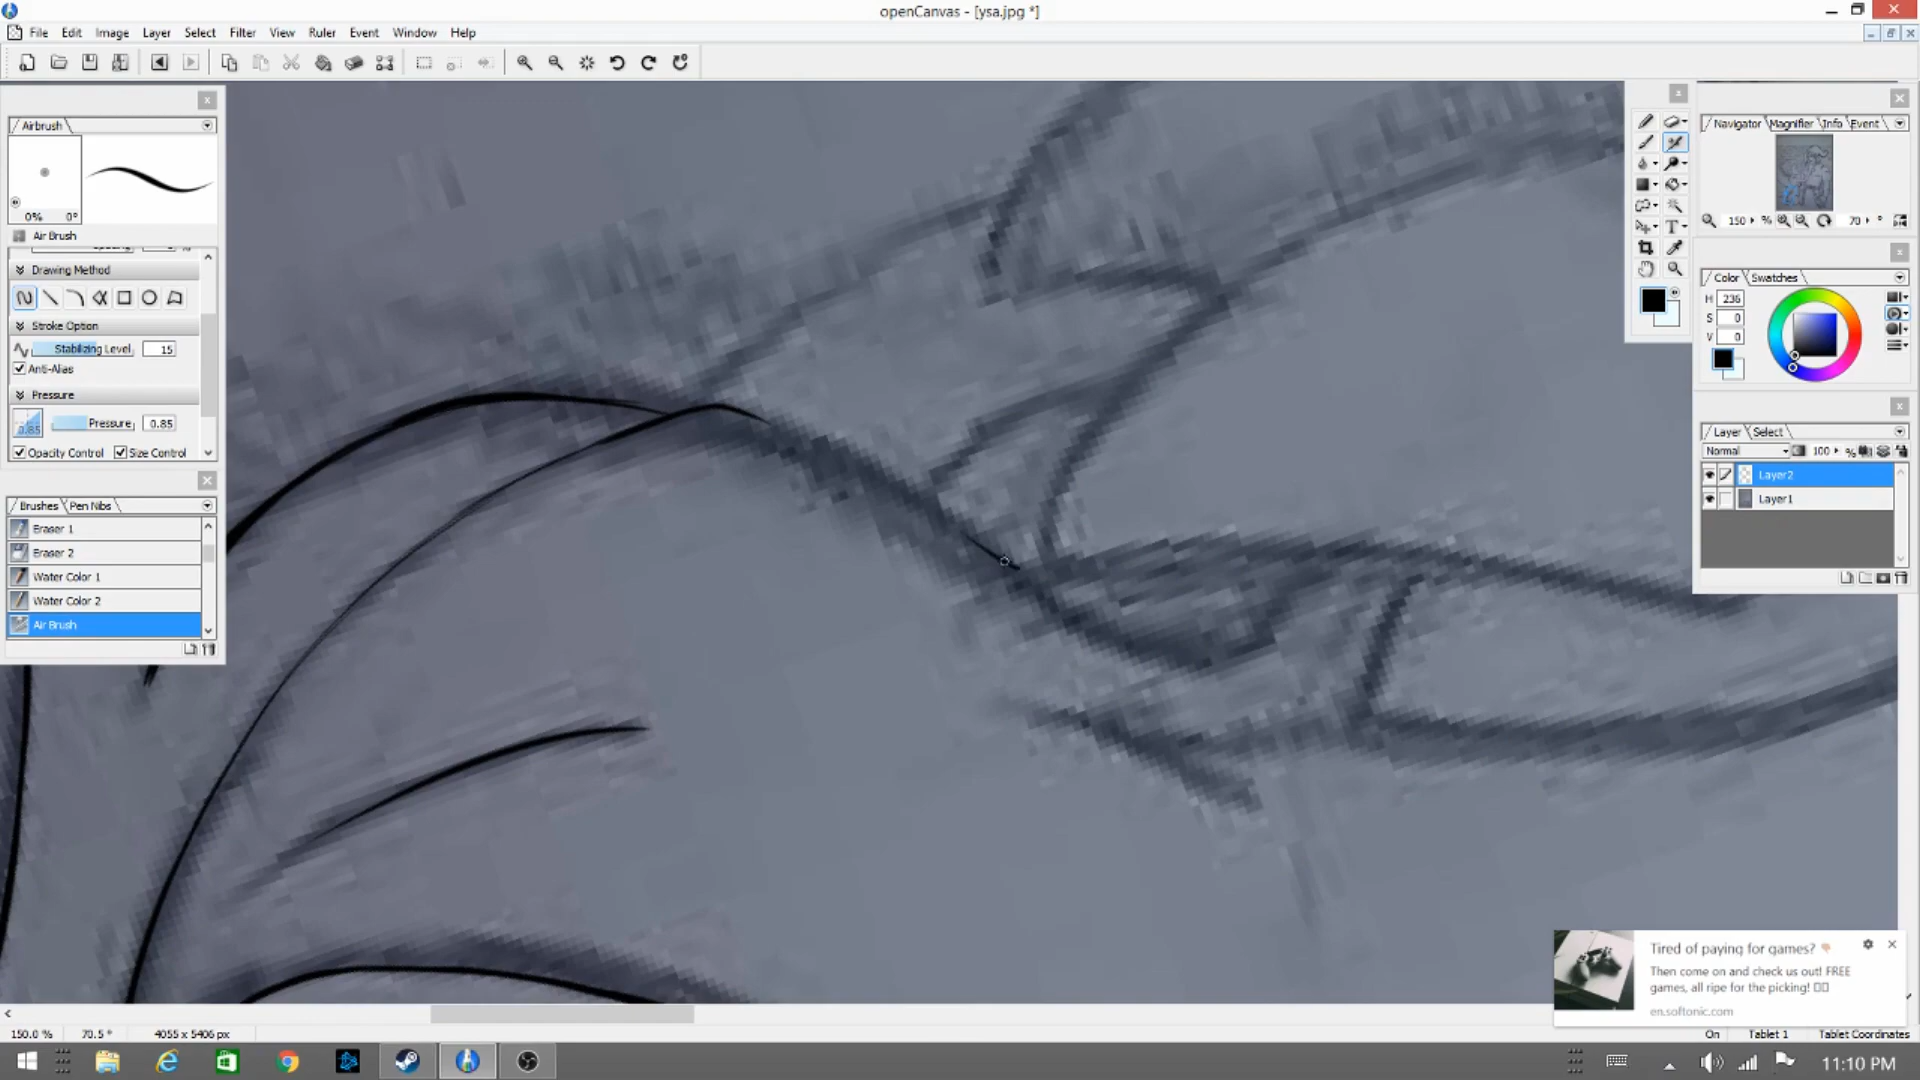 openCanvas - [ysa.jpg *]
File Edit Image Layer Select Filter View Ruler Event Window Help
Airbrush
0% 0°
Air Brush
Drawing Method
Stroke Option
Stabilizing Level 15
Anti-Alias
Pressure
0.85 Pressure 0.85
Opacity Control Size Control
Brushes Pen Nibs
Eraser 1
Eraser 2
Water Color 1
Water Color 2
Air Brush
Navigator Magnifier Info Event
150 % 70 °
Color Swatches
H 236
S 0
V 0
Layer Select
Normal 100 %
Layer2
Layer1
Tired of paying for games?
Then come on and check us out! FREE
games, all ripe for the picking!
en.softonic.com
150.0 % 70.5 ° 4055 x 5406 px On Tablet 1 Tablet Coordinates
11:10 PM